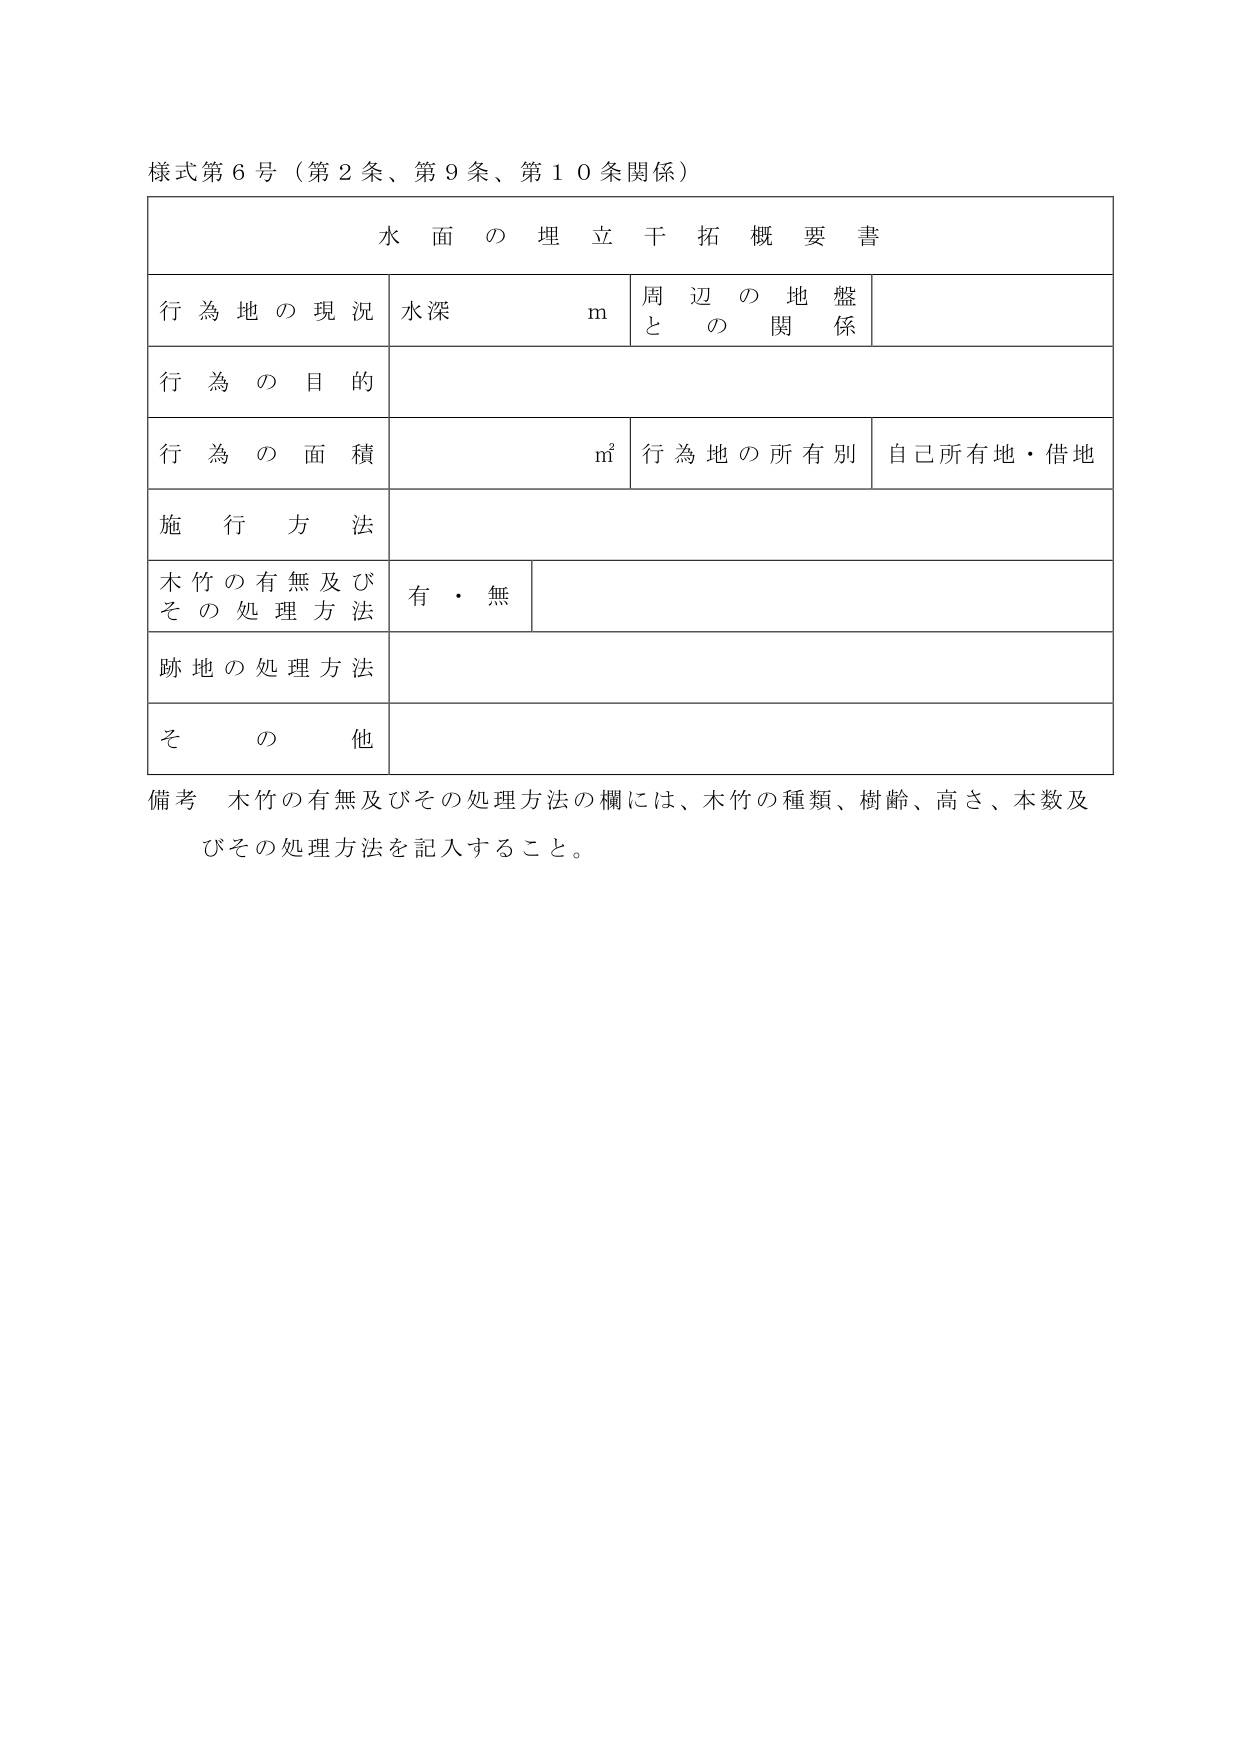 様式第６号（第２条、第９条、第１０条関係）
水面の埋立干拓概要書
行為地の現況 水深 m 周辺の地盤
との関係
行為の目的
行為の面積 ㎡ 行為地の所有別 自己所有地・借地
施行方法
木竹の有無及び
その処理方法 有・無
跡地の処理方法
その他
備考　木竹の有無及びその処理方法の欄には、木竹の種類、樹齢、高さ、本数及
びその処理方法を記入すること。